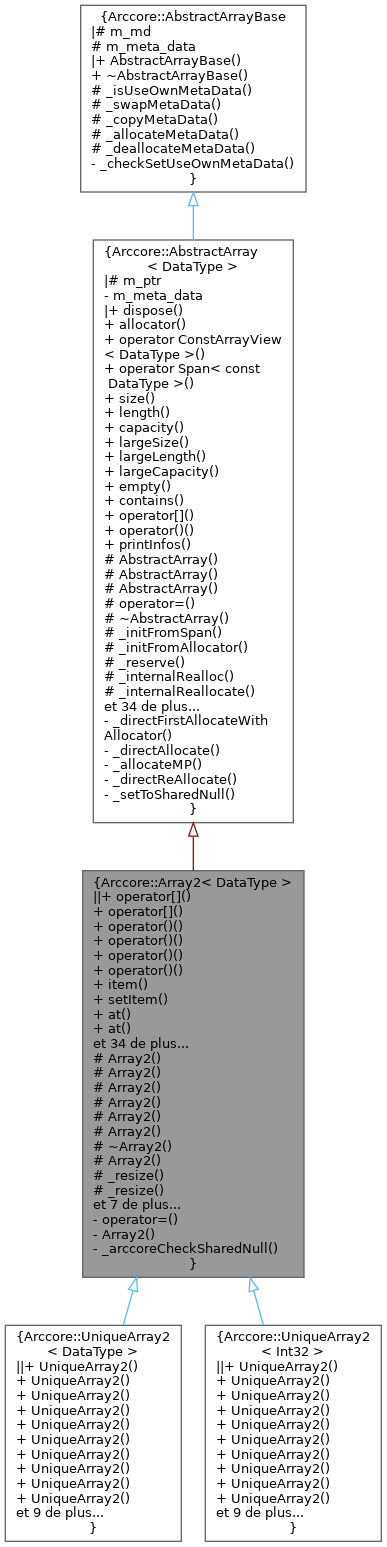 {Arccore::AbstractArrayBase
|# m_md
# m_meta_data
|+ AbstractArrayBase()
+ ~AbstractArrayBase()
# _isUseOwnMetaData()
# _swapMetaData()
# _copyMetaData()
# _allocateMetaData()
# _deallocateMetaData()
- _checkSetUseOwnMetaData()
}
{Arccore::AbstractArray
< DataType >
|# m_ptr
- m_meta_data
|+ dispose()
+ allocator()
+ operator ConstArrayView
< DataType >()
+ operator Span< const
DataType >()
+ size()
+ length()
+ capacity()
+ largeSize()
+ largeLength()
+ largeCapacity()
+ empty()
+ contains()
+ operator[]()
+ operator()()
+ printInfos()
# AbstractArray()
# AbstractArray()
# AbstractArray()
# operator=()
# ~AbstractArray()
# _initFromSpan()
# _initFromAllocator()
# _reserve()
# _internalRealloc()
# _internalReallocate()
et 34 de plus...
- _directFirstAllocateWith
Allocator()
- _directAllocate()
- _allocateMP()
- _directReAllocate()
- _setToSharedNull()
}
{Arccore::Array2< DataType >
||+ operator[]()
+ operator[]()
+ operator()()
+ operator()()
+ operator()()
+ operator()()
+ item()
+ setItem()
+ at()
+ at()
et 34 de plus...
# Array2()
# Array2()
# Array2()
# Array2()
# Array2()
# Array2()
# ~Array2()
# Array2()
# _resize()
# _resize()
et 7 de plus...
- operator=()
- Array2()
- _arccoreCheckSharedNull()
}
{Arccore::UniqueArray2
< DataType >
||+ UniqueArray2()
+ UniqueArray2()
+ UniqueArray2()
+ UniqueArray2()
+ UniqueArray2()
+ UniqueArray2()
+ UniqueArray2()
+ UniqueArray2()
+ UniqueArray2()
+ UniqueArray2()
et 9 de plus...
}
{Arccore::UniqueArray2
< Int32 >
||+ UniqueArray2()
+ UniqueArray2()
+ UniqueArray2()
+ UniqueArray2()
+ UniqueArray2()
+ UniqueArray2()
+ UniqueArray2()
+ UniqueArray2()
+ UniqueArray2()
+ UniqueArray2()
et 9 de plus...
}